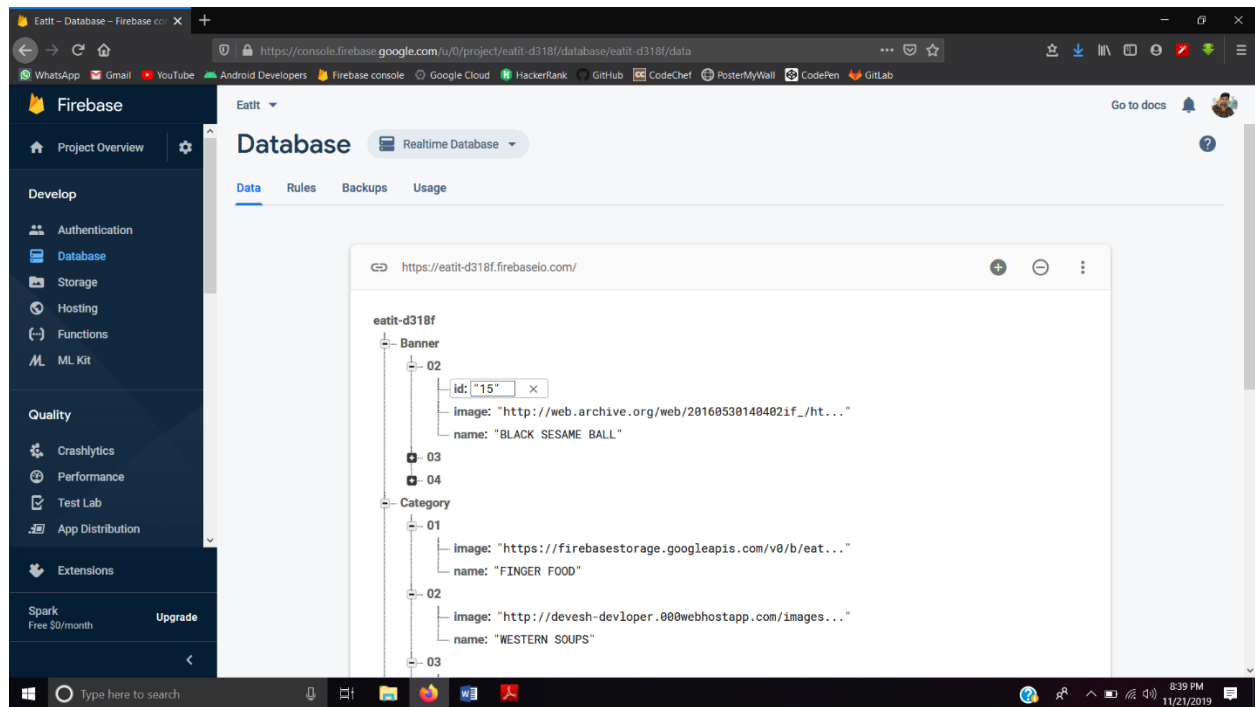 EatIt – Database – Firebase con
https://console.firebase.google.com/u/0/project/eatit-d318f/database/eatit-d318f/data
WhatsApp Gmail YouTube Android Developers Firebase console Google Cloud HackerRank GitHub CodeChef PosterMyWall CodePen GitLab
Firebase
EatIt
Go to docs
Project Overview
Database
Realtime Database
Data Rules Backups Usage
Develop
Authentication
Database
Storage
Hosting
Functions
ML Kit
Quality
Crashlytics
Performance
Test Lab
App Distribution
Extensions
Spark
Free $0/month
Upgrade
https://eatit-d318f.firebaseio.com/
eatit-d318f
Banner
02
id: "15"
image: "http://web.archive.org/web/20160530140402if_/ht..."
name: "BLACK SESAME BALL"
03
04
Category
01
image: "https://firebasestorage.googleapis.com/v0/b/eat..."
name: "FINGER FOOD"
02
image: "http://devesh-devloper.000webhostapp.com/images..."
name: "WESTERN SOUPS"
03
Type here to search
8:39 PM
11/21/2019